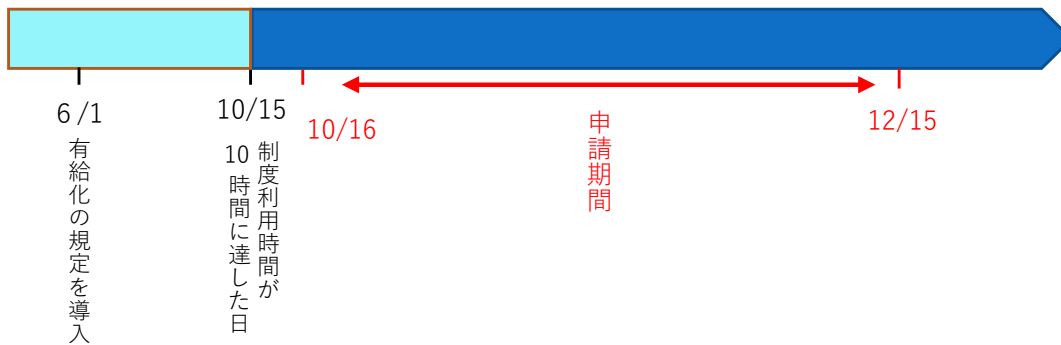 6/1
有給化の規定を導入
10/15
制度利用時間が
10時間に達した日
10/16
申請期間
12/15